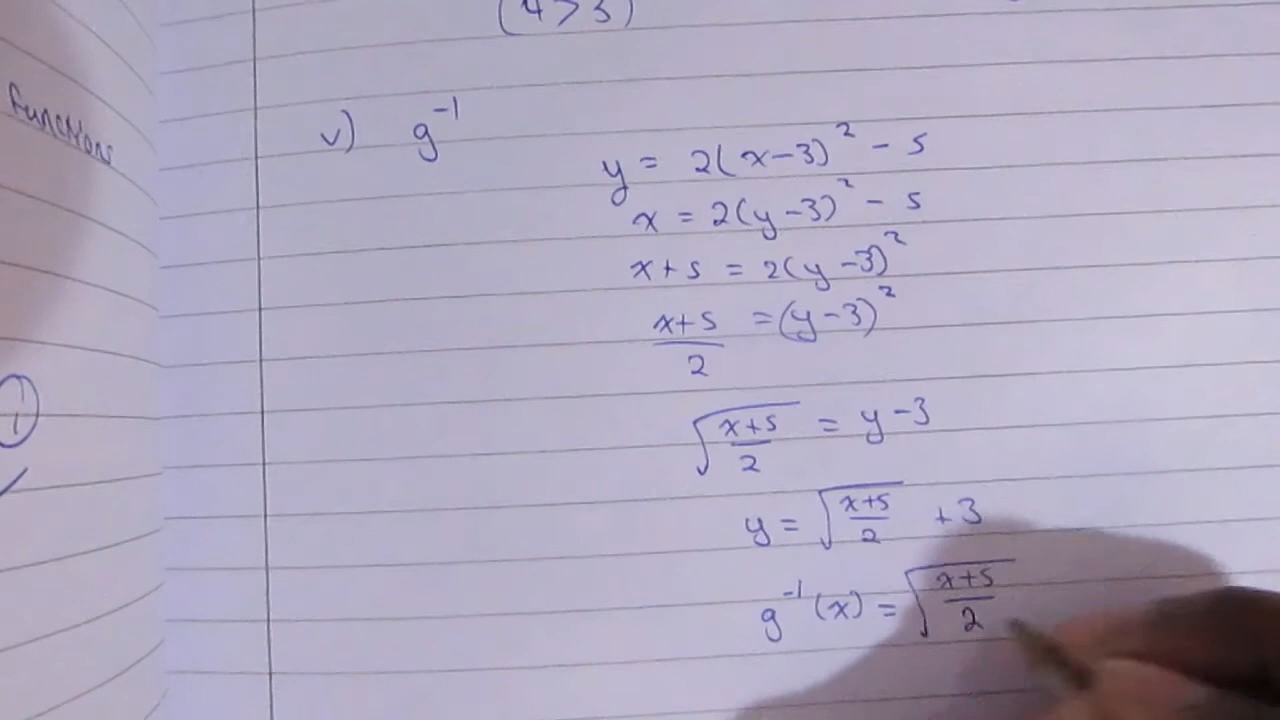 (4 > 3)
Functions
v) g⁻¹
y = 2(x-3)² - 5
x = 2(y-3)² - 5
x+5 = 2(y-3)²
x+5/2 = (y-3)²
√(x+5/2) = y-3
y = √(x+5/2) +3
g⁻¹(x) = √(x+5/2)